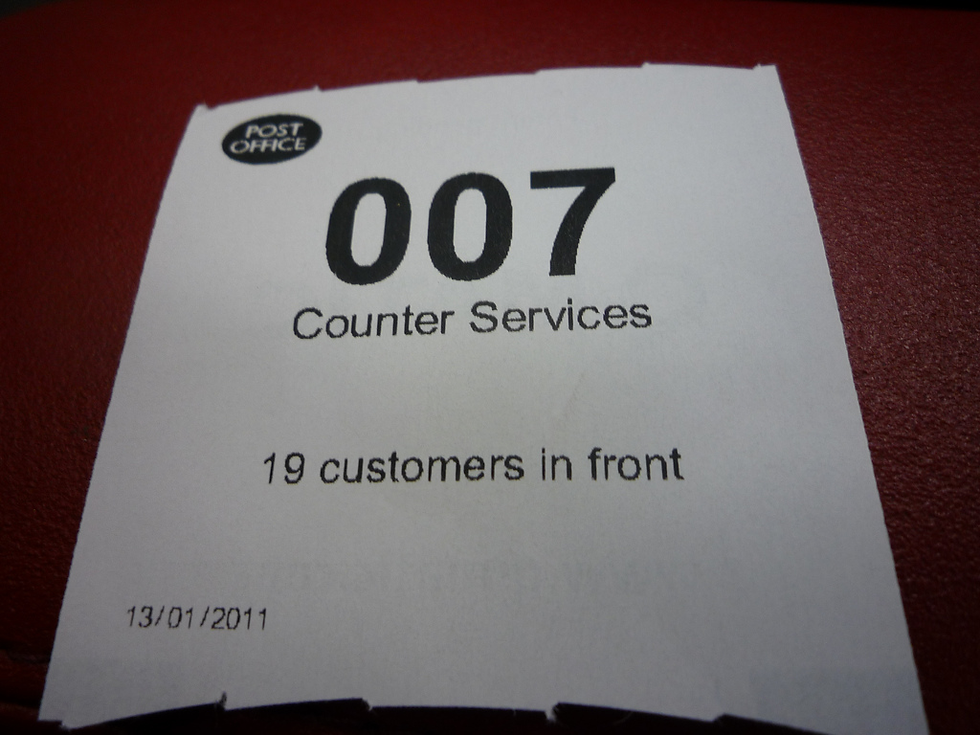 POST
OFFICE
007
Counter Services
19 customers in front
13/01/2011